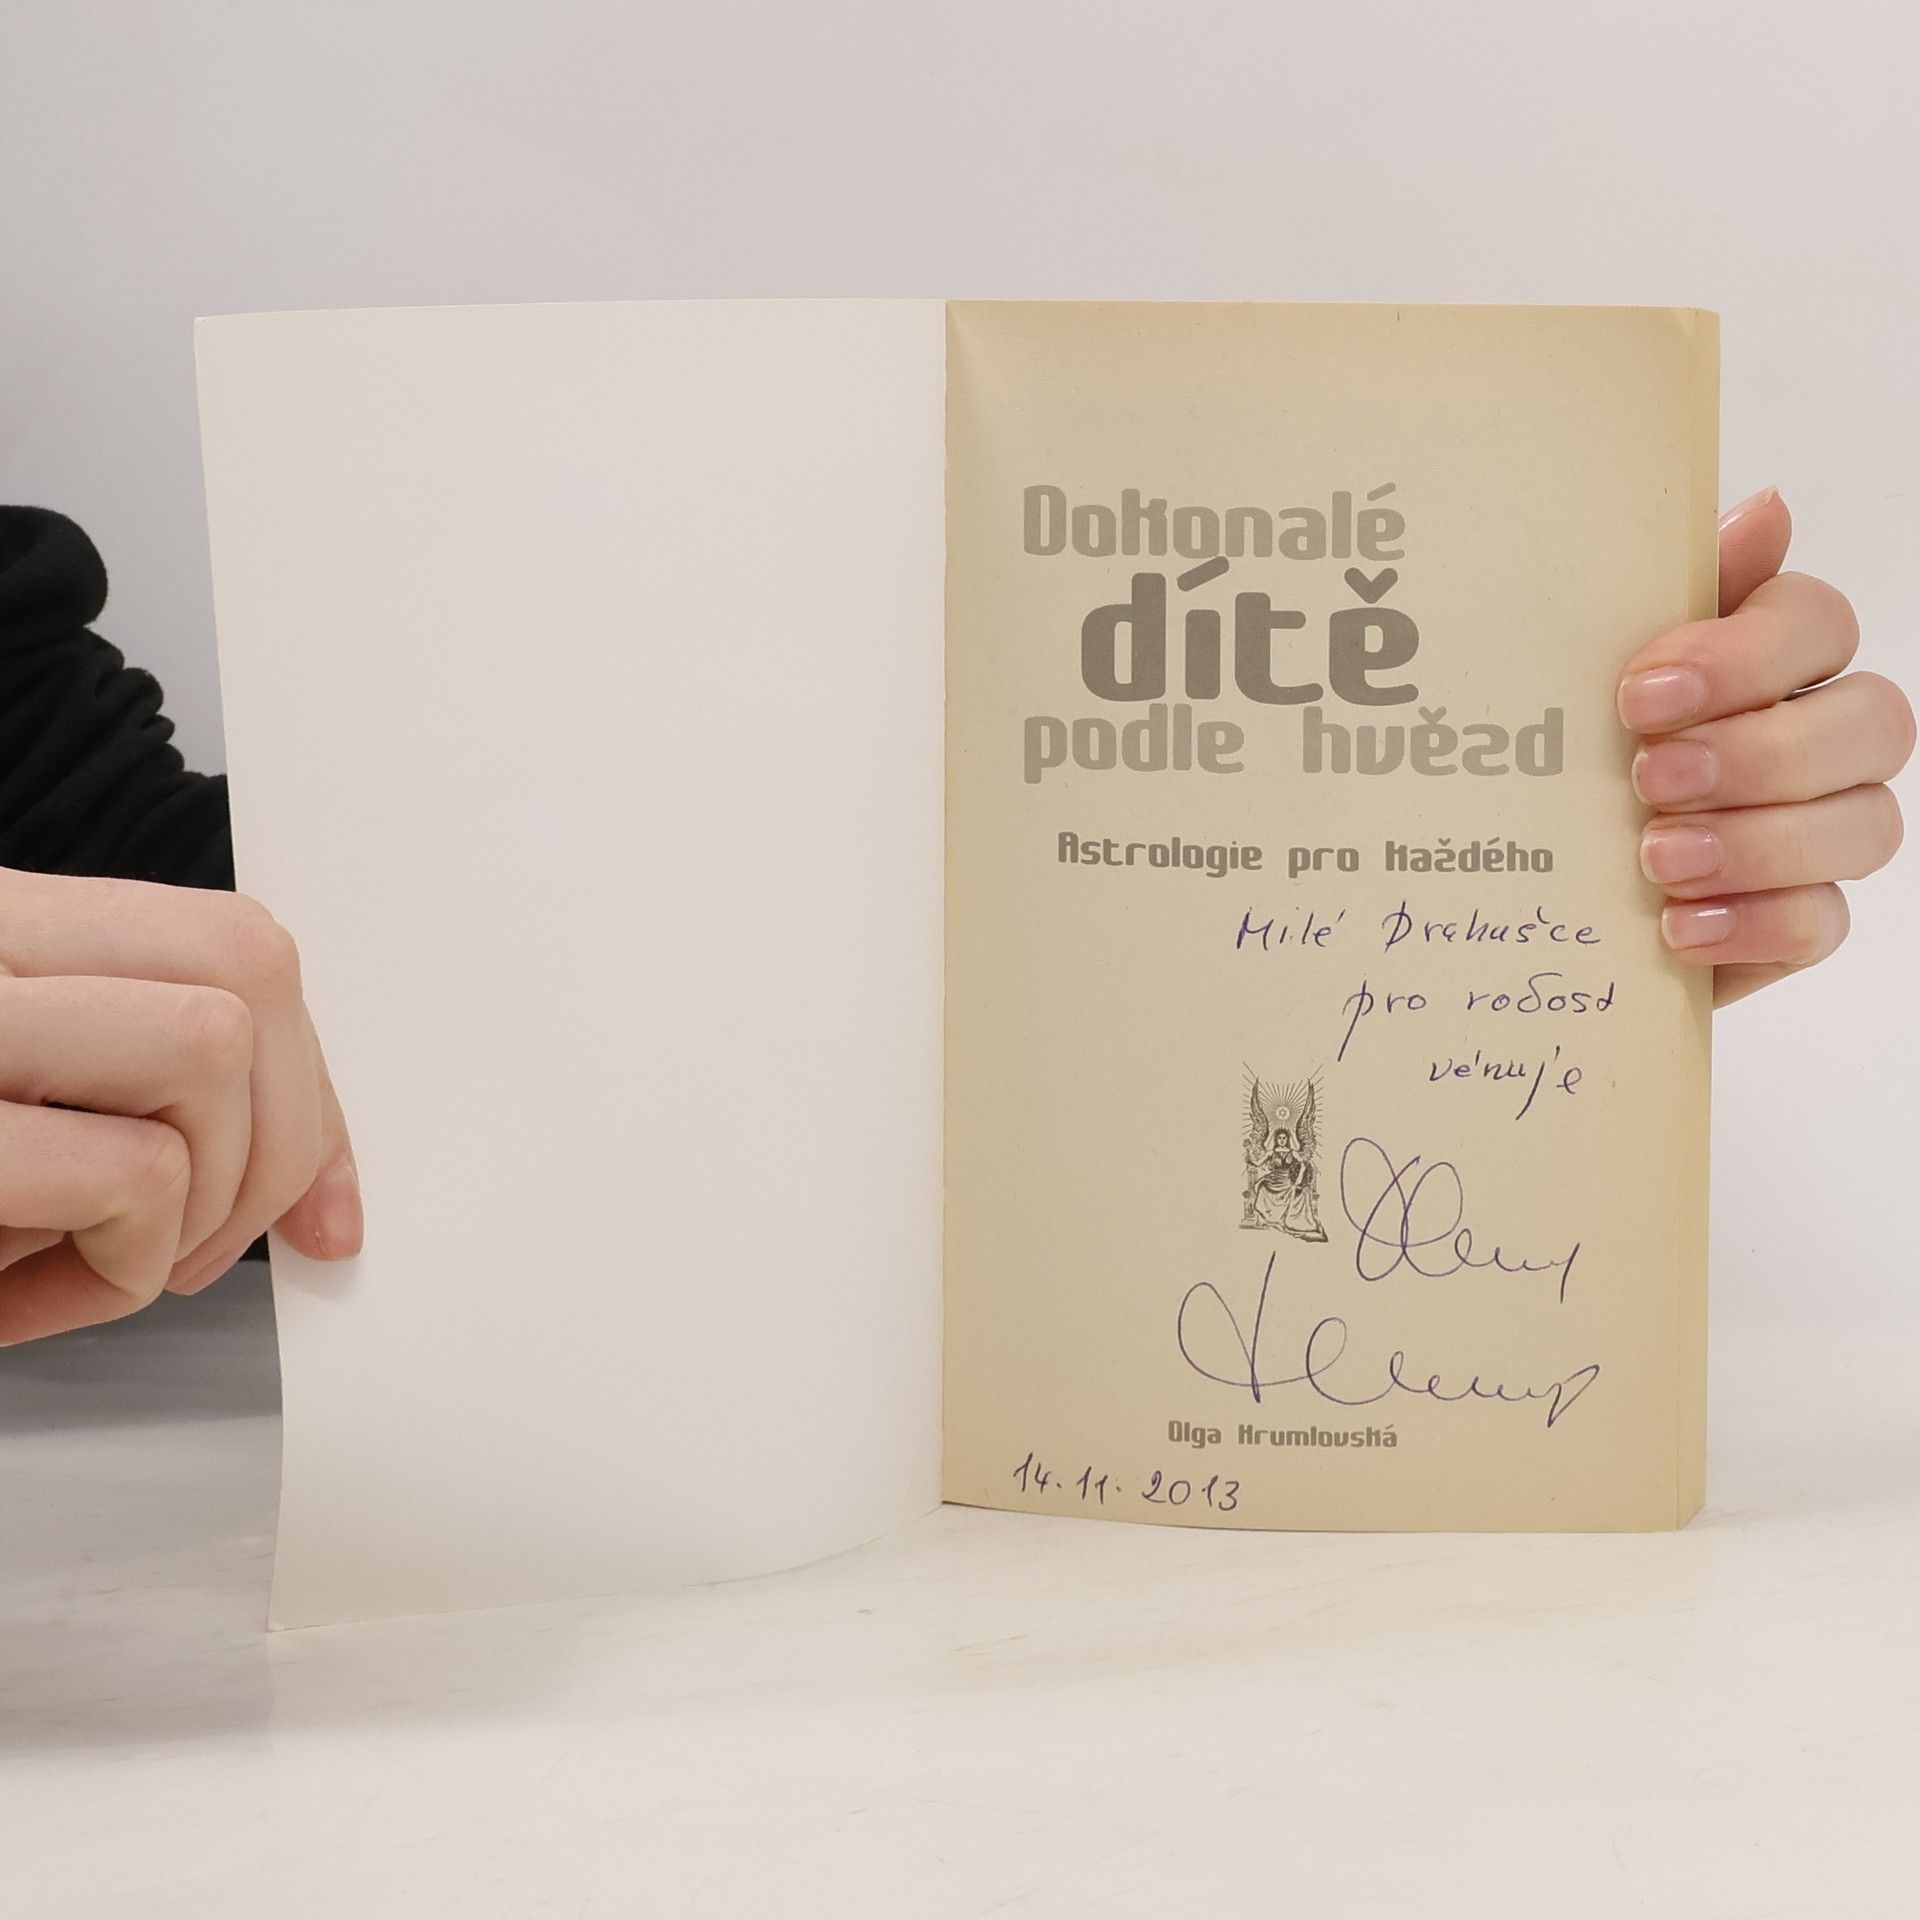 Dokonalé
dítě
podle hvězd
Astrologie pro každého
Milé Drahušce
pro radost
věnuje
Olga Krumlovská
14.11.2013